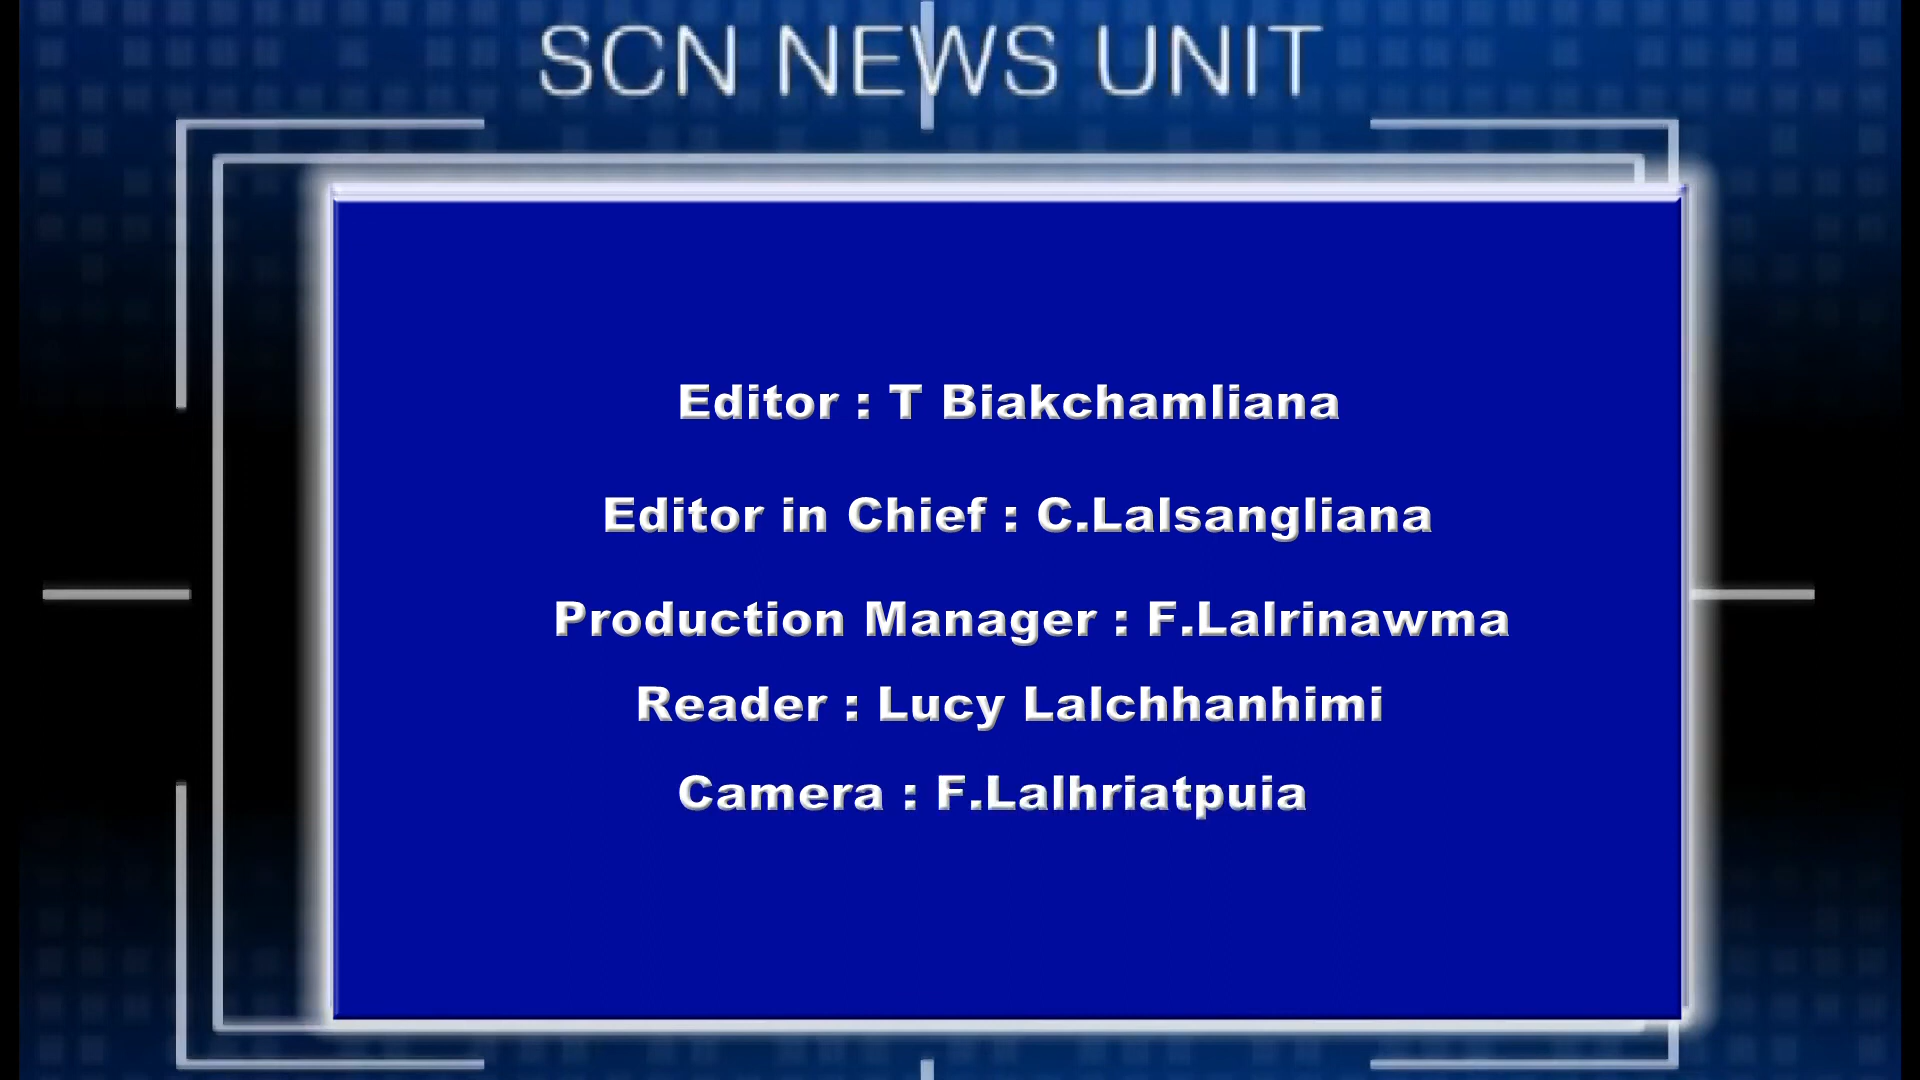 SCN NEWS UNIT
Editor : T Biakchamliana
Editor in Chief : C.Lalsangliana
Production Manager : F.Lalrinawma
Reader : Lucy Lalchhanhimi
Camera : F.Lalhriatpuia